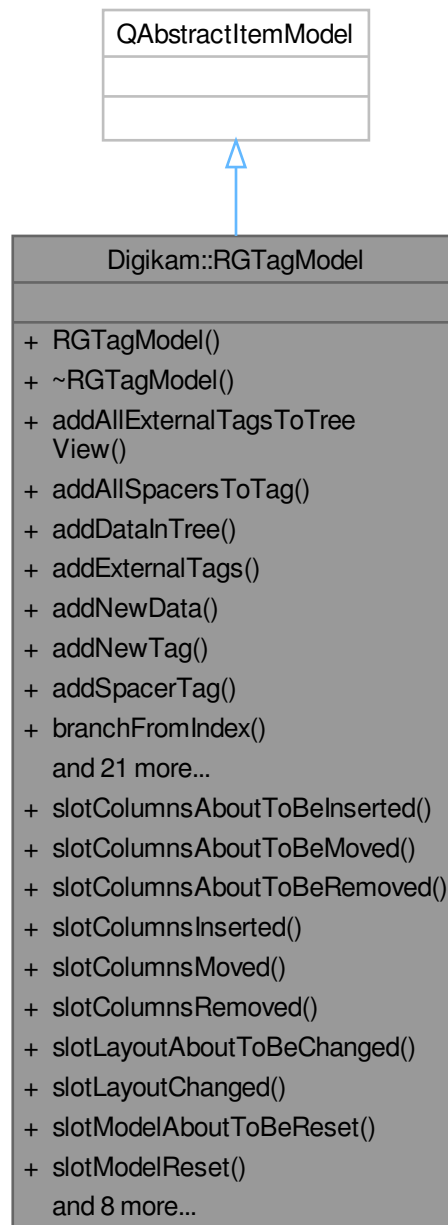 QAbstractItemModel
Digikam::RGTagModel
+ RGTagModel()
+ ~RGTagModel()
+ addAllExternalTagsToTree
View()
+ addAllSpacersToTag()
+ addDataInTree()
+ addExternalTags()
+ addNewData()
+ addNewTag()
+ addSpacerTag()
+ branchFromIndex()
and 21 more...
+ slotColumnsAboutToBeInserted()
+ slotColumnsAboutToBeMoved()
+ slotColumnsAboutToBeRemoved()
+ slotColumnsInserted()
+ slotColumnsMoved()
+ slotColumnsRemoved()
+ slotLayoutAboutToBeChanged()
+ slotLayoutChanged()
+ slotModelAboutToBeReset()
+ slotModelReset()
and 8 more...